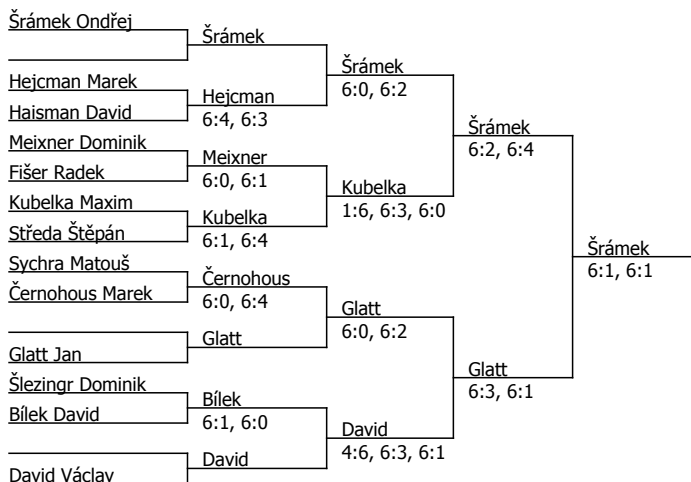 Šrámek Ondřej
Hejcman Marek
Haisman David
Meixner Dominik
Fišer Radek
Kubelka Maxim
Středa Štěpán
Sychra Matouš
Černohous Marek
Glatt Jan
Šlezingr Dominik
Bílek David
David Václav
Šrámek
Hejcman
6:4, 6:3
Meixner
6:0, 6:1
Kubelka
6:1, 6:4
Černohous
6:0, 6:4
Glatt
Bílek
6:1, 6:0
David
Šrámek
6:0, 6:2
Kubelka
1:6, 6:3, 6:0
Glatt
6:0, 6:2
David
4:6, 6:3, 6:1
Šrámek
6:2, 6:4
Glatt
6:3, 6:1
Šrámek
6:1, 6:1